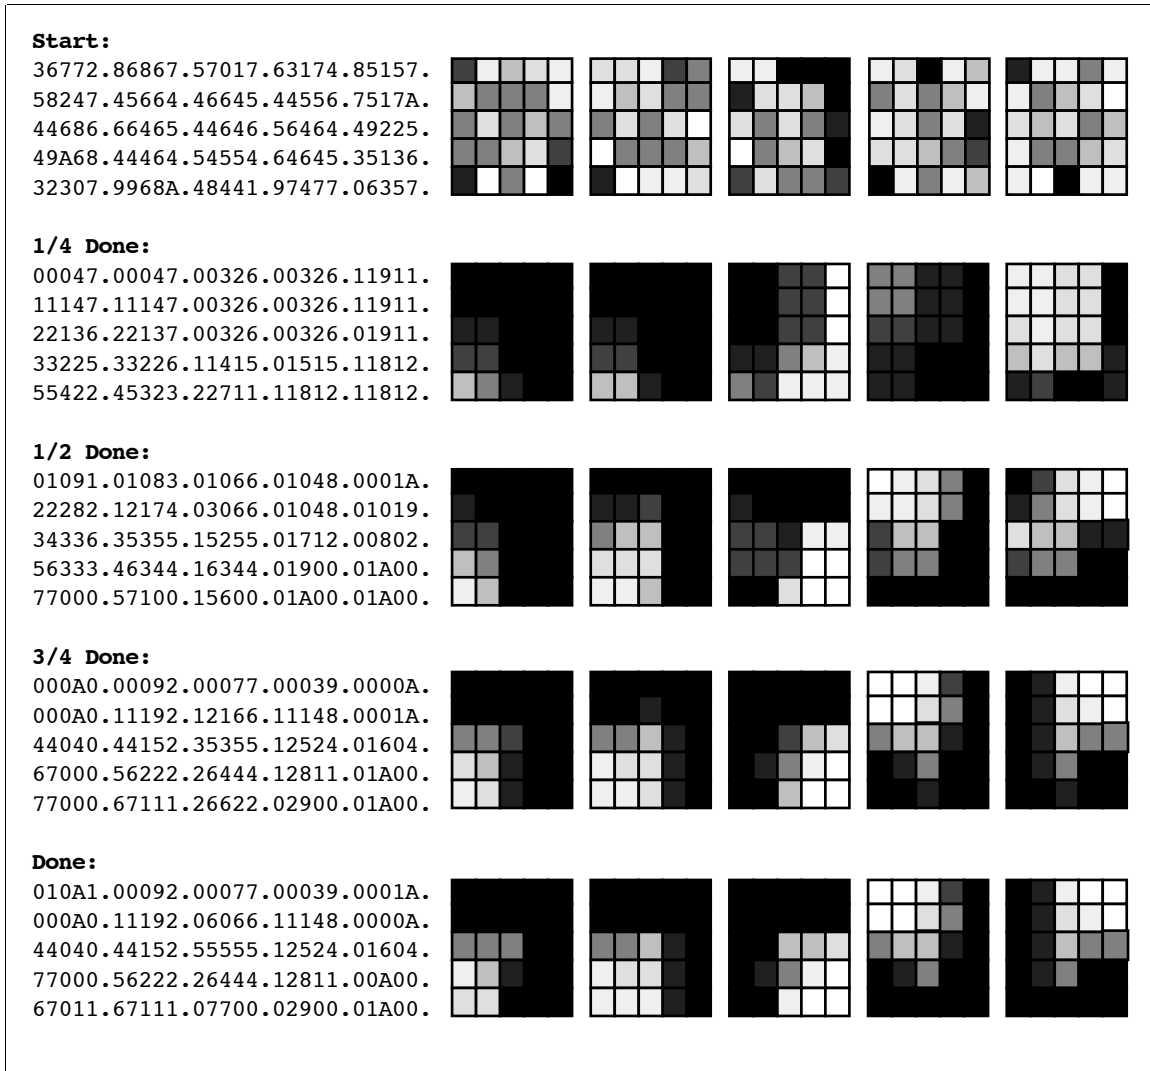 Start:
36772.86867.57017.63174.85157.
58247.45664.46645.44556.7517A.
44686.66465.44646.56464.49225.
49A68.44464.54554.64645.35136.
32307.9968A.48441.97477.06357.
1/4 Done:
00047.00047.00326.00326.11911.
11147.11147.00326.00326.11911.
22136.22137.00326.00326.01911.
33225.33226.11415.01515.11812.
55422.45323.22711.11812.11812.
1/2 Done:
01091.01083.01066.01048.0001A.
22282.12174.03066.01048.01019.
34336.35355.15255.01712.00802.
56333.46344.16344.01900.01A00.
77000.57100.15600.01A00.01A00.
3/4 Done:
000A0.00092.00077.00039.0000A.
000A0.11192.12166.11148.0001A.
44040.44152.35355.12524.01604.
67000.56222.26444.12811.01A00.
77000.67111.26622.02900.01A00.
Done:
010A1.00092.00077.00039.0001A.
000A0.11192.06066.11148.0000A.
44040.44152.55555.12524.01604.
77000.56222.26444.12811.00A00.
67011.67111.07700.02900.01A00.